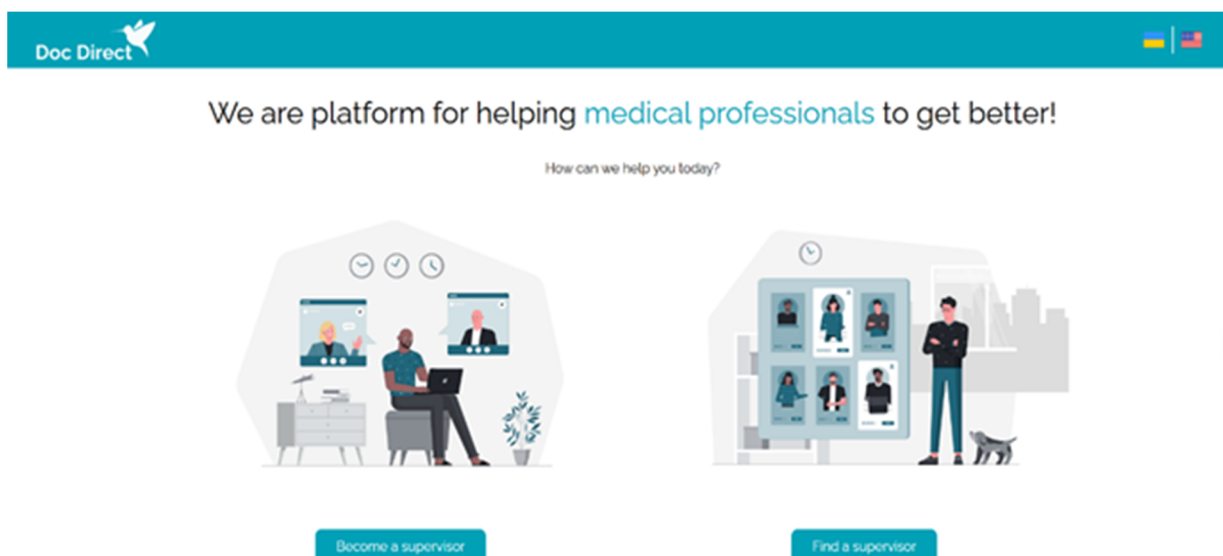 Doc Direct
We are platform for helping medical professionals to get better!
How can we help you today?
Become a supervisor
Find a supervisor